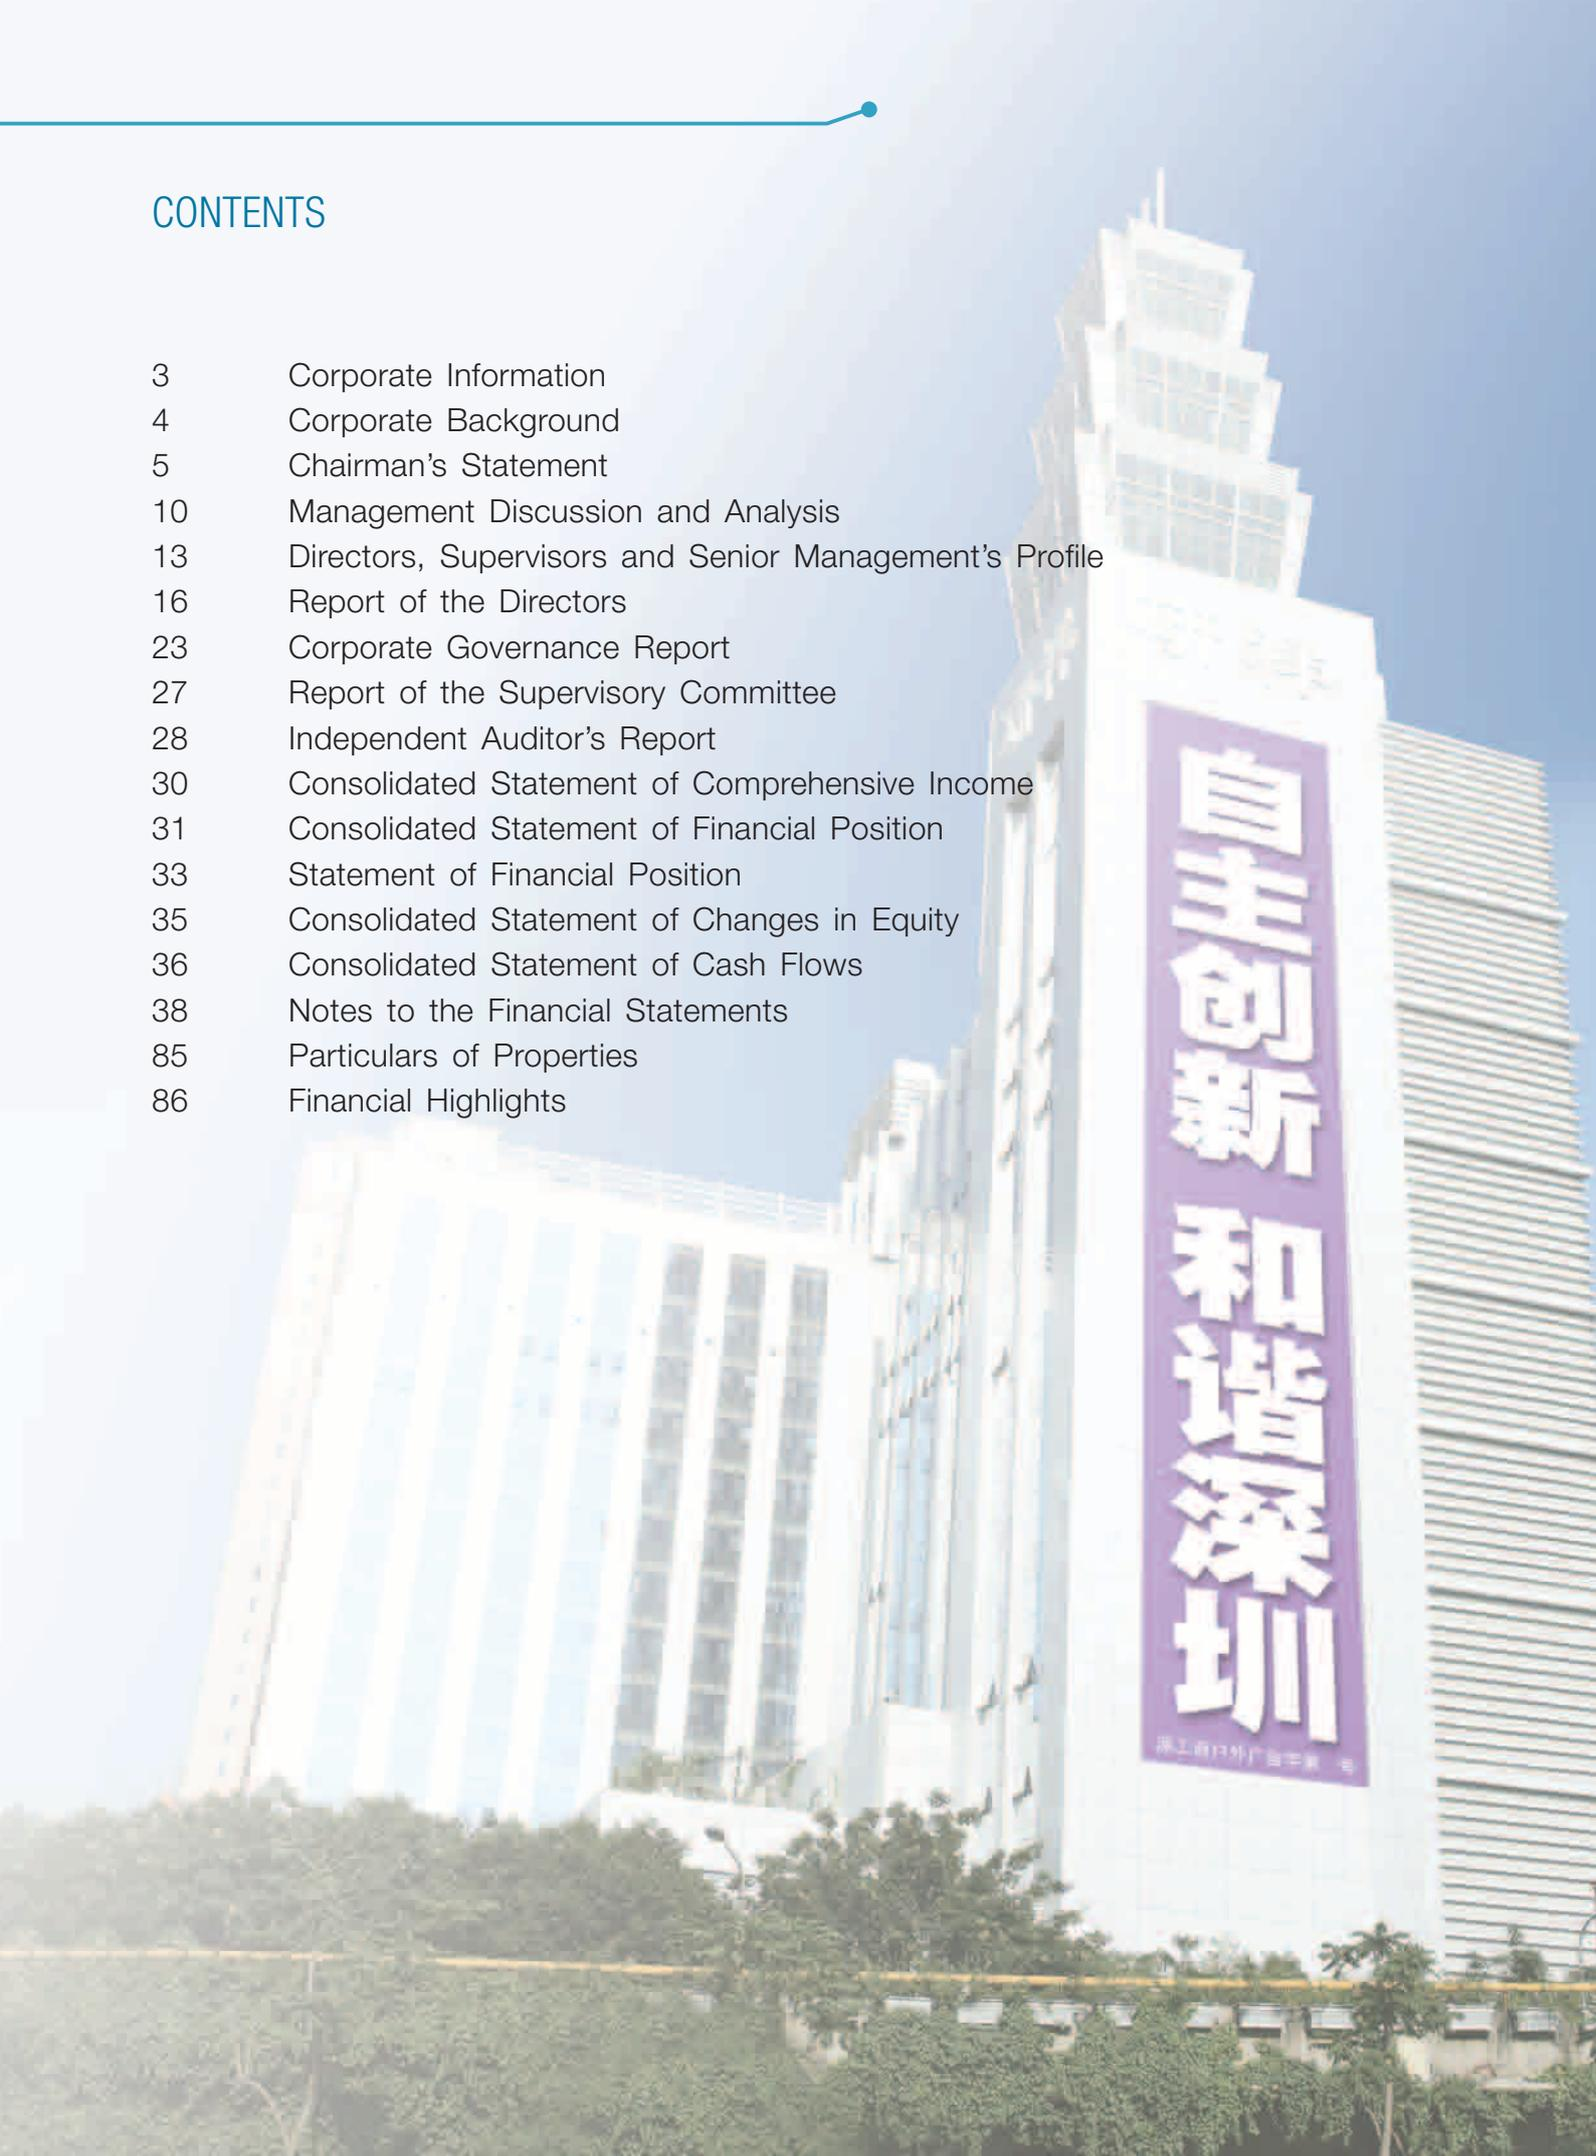 CONTENTS
3 Corporate Information
4 Corporate Background
5 Chairman’s Statement
10 Management Discussion and Analysis
13 Directors, Supervisors and Senior Management’s Profile
16 Report of the Directors
23 Corporate Governance Report
27 Report of the Supervisory Committee
28 Independent Auditor’s Report
30 Consolidated Statement of Comprehensive Income
31 Consolidated Statement of Financial Position
33 Statement of Financial Position
35 Consolidated Statement of Changes in Equity
36 Consolidated Statement of Cash Flows
38 Notes to the Financial Statements
85 Particulars of Properties
86 Financial Highlights
自主创新 和谐深圳